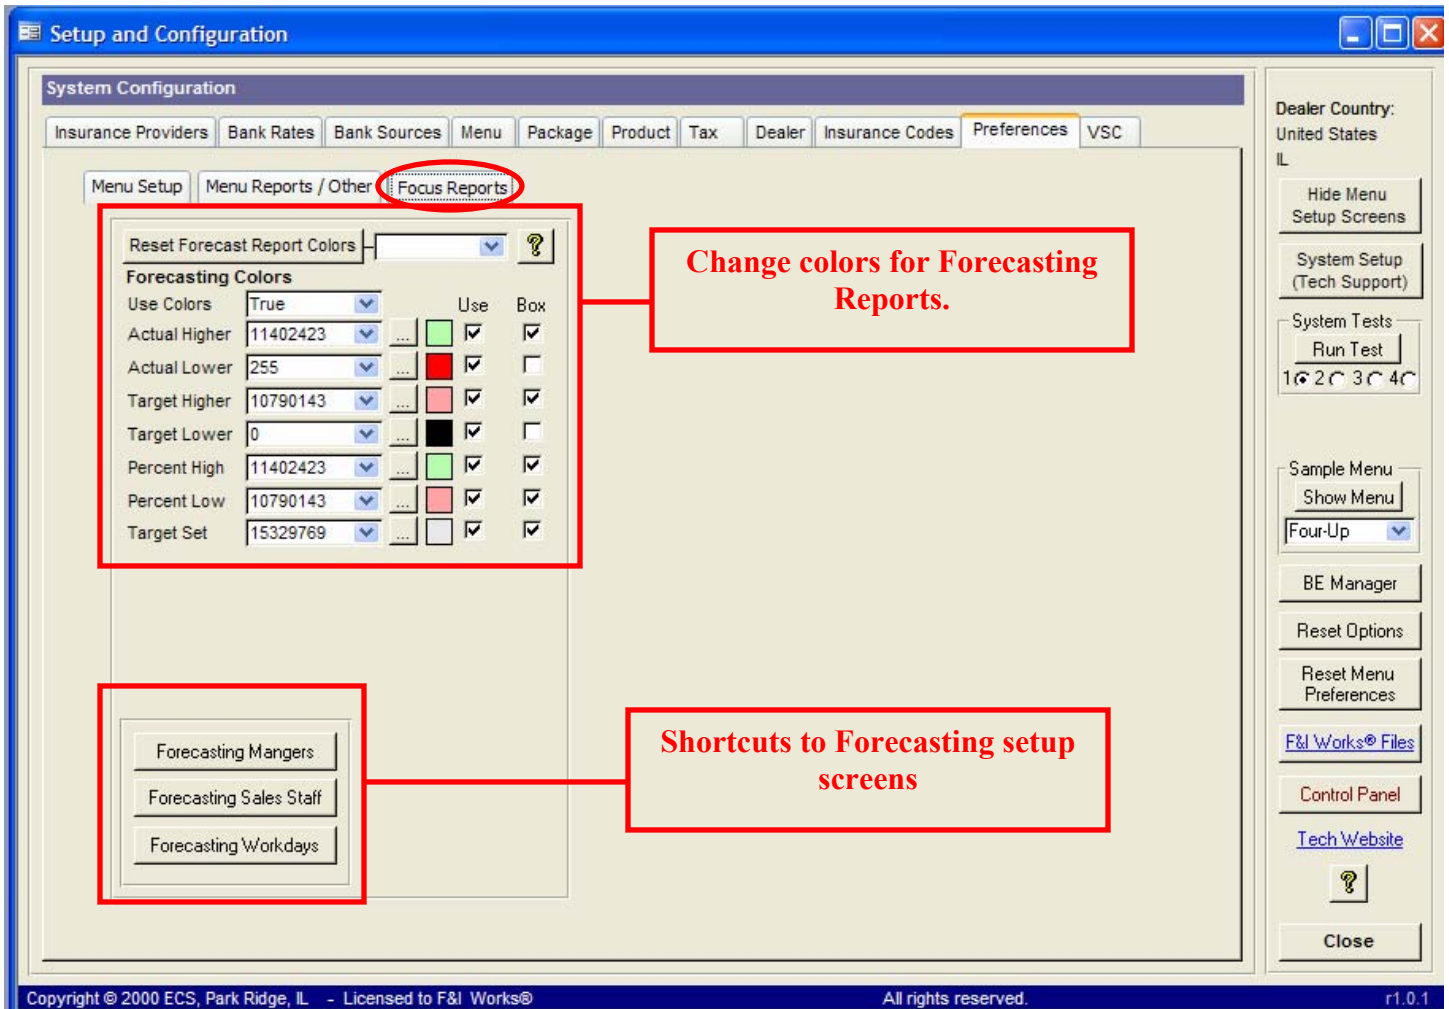 Setup and Configuration
System Configuration
Insurance Providers Bank Rates Bank Sources Menu Package Product Tax Dealer Insurance Codes Preferences VSC
Menu Setup Menu Reports / Other Focus Reports
Reset Forecast Report Colors ?
Forecasting Colors
Use Colors True Use Box
Actual Higher 11402423 ...
Actual Lower 255 ...
Target Higher 10790143 ...
Target Lower 0 ...
Percent High 11402423 ...
Percent Low 10790143 ...
Target Set 15329769 ...
Change colors for Forecasting
Reports.
Forecasting Mangers
Forecasting Sales Staff
Forecasting Workdays
Shortcuts to Forecasting setup
screens
Dealer Country:
United States
IL
Hide Menu
Setup Screens
System Setup
(Tech Support)
System Tests
Run Test
1 2 3 4
Sample Menu
Show Menu
Four-Up
BE Manager
Reset Options
Reset Menu
Preferences
F&I Works® Files
Control Panel
Tech Website
?
Close
Copyright © 2000 ECS, Park Ridge, IL - Licensed to F&I Works® All rights reserved. r1.0.1